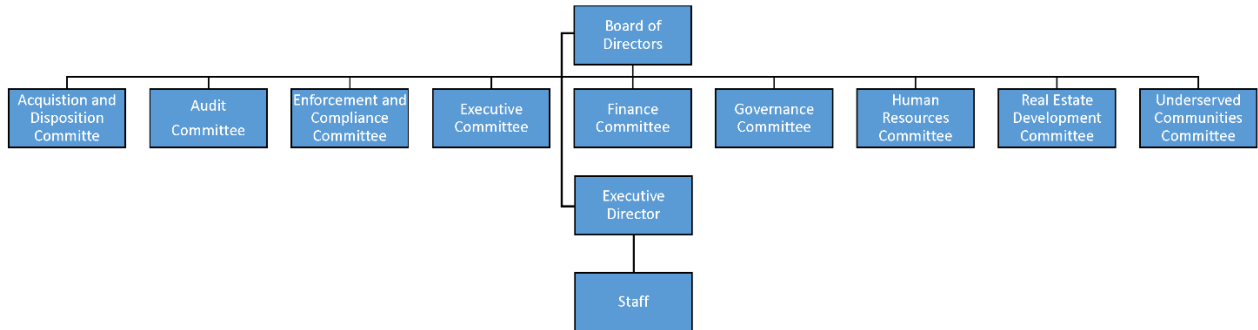 Board of
Directors
Acquistion and
Disposition
Committe
Audit
Committee
Enforcement and
Compliance
Committee
Executive
Committee
Finance
Committee
Governance
Committee
Human
Resources
Committee
Real Estate
Development
Committee
Underserved
Communities
Committee
Executive
Director
Staff